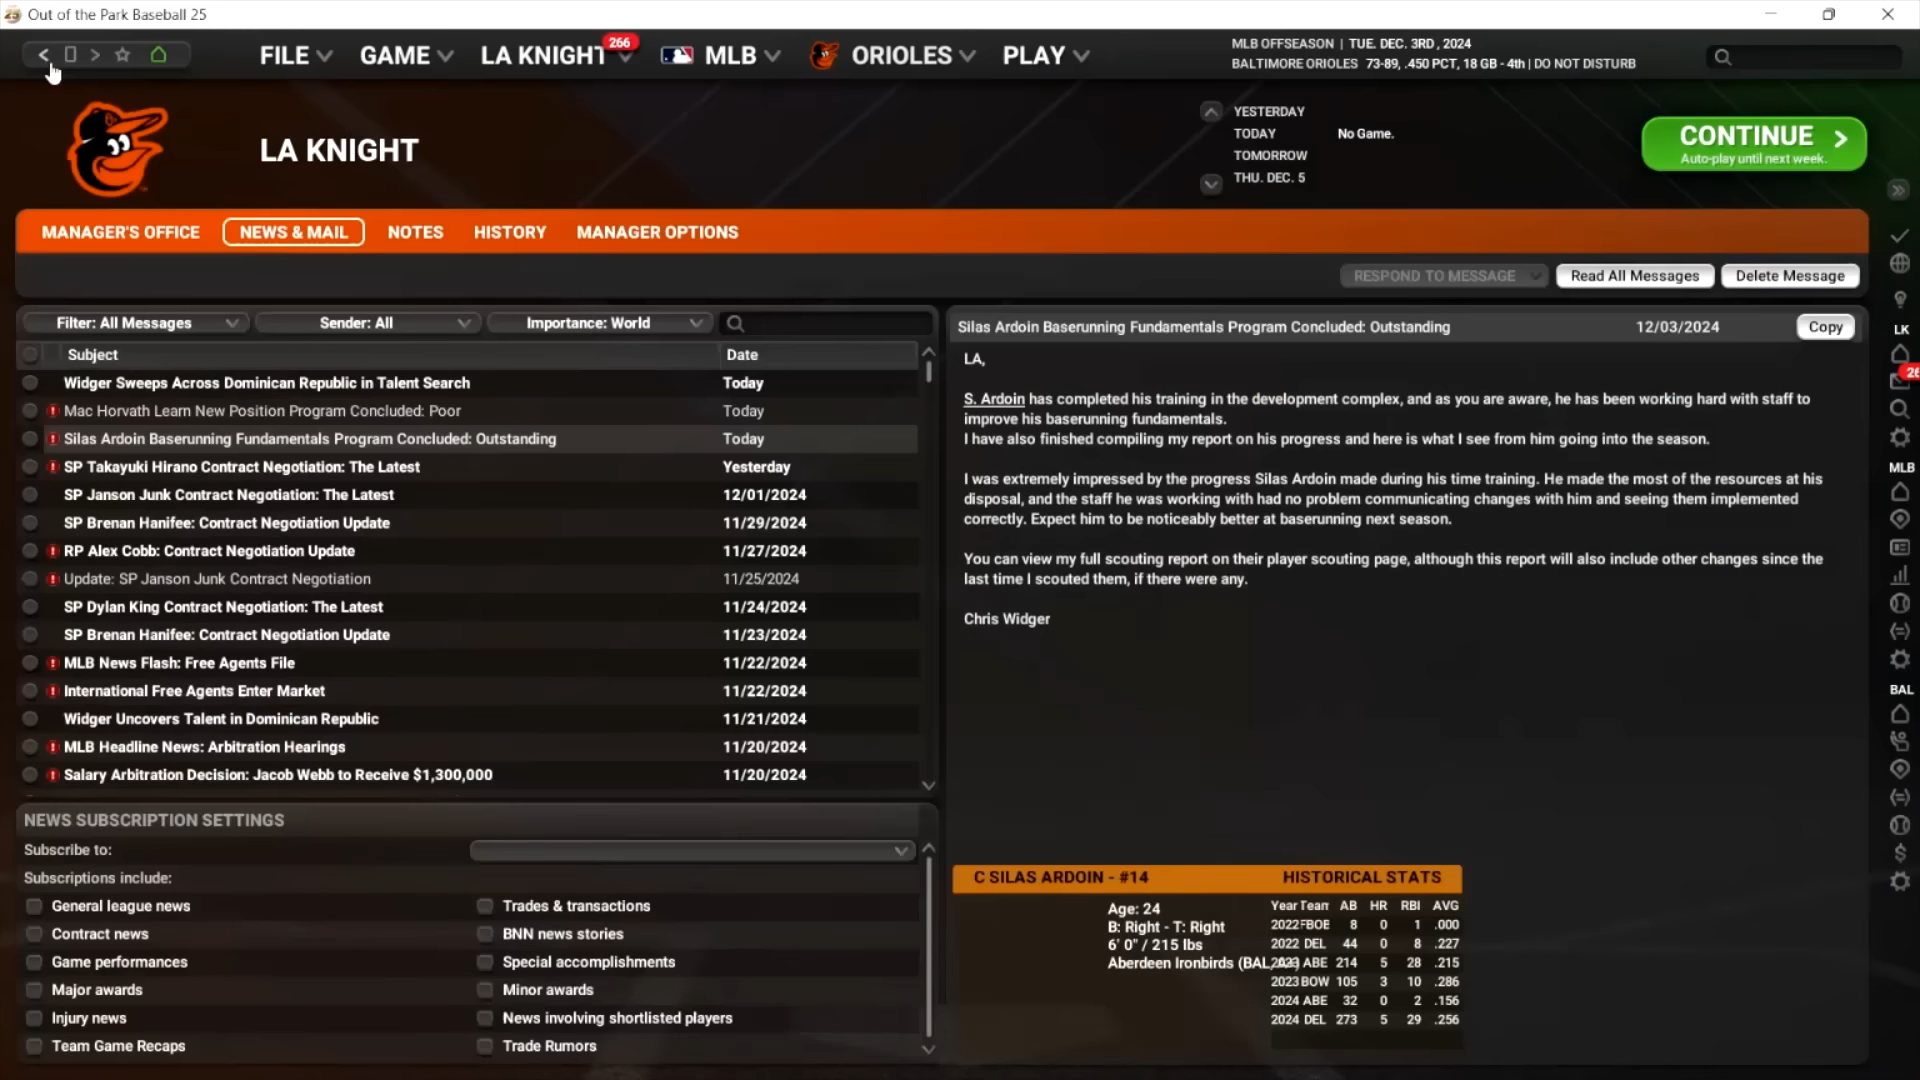 Out of the Park Baseball 25
FILE GAME LA KNIGHT 266 MLB ORIOLES PLAY
MLB OFFSEASON | TUE. DEC. 3RD, 2024
BALTIMORE ORIOLES 73-89, .450 PCT, 18 GB - 4th | DO NOT DISTURB
LA KNIGHT
YESTERDAY
TODAY No Game.
TOMORROW
THU. DEC. 5
CONTINUE
Auto-play until next week.
MANAGER'S OFFICE NEWS & MAIL NOTES HISTORY MANAGER OPTIONS
RESPOND TO MESSAGE Read All Messages Delete Message
Filter: All Messages Sender: All Importance: World
Subject Date
Widger Sweeps Across Dominican Republic in Talent Search Today
Mac Horvath Learn New Position Program Concluded: Poor Today
Silas Ardoin Baserunning Fundamentals Program Concluded: Outstanding Today
SP Takayuki Hirano Contract Negotiation: The Latest Yesterday
SP Janson Junk Contract Negotiation: The Latest 12/01/2024
SP Brenan Hanifee: Contract Negotiation Update 11/29/2024
RP Alex Cobb: Contract Negotiation Update 11/27/2024
Update: SP Janson Junk Contract Negotiation 11/25/2024
SP Dylan King Contract Negotiation: The Latest 11/24/2024
SP Brenan Hanifee: Contract Negotiation Update 11/23/2024
MLB News Flash: Free Agents File 11/22/2024
International Free Agents Enter Market 11/22/2024
Widger Uncovers Talent in Dominican Republic 11/21/2024
MLB Headline News: Arbitration Hearings 11/20/2024
Salary Arbitration Decision: Jacob Webb to Receive $1,300,000 11/20/2024
NEWS SUBSCRIPTION SETTINGS
Subscribe to:
Subscriptions include:
General league news Trades & transactions
Contract news BNN news stories
Game performances Special accomplishments
Major awards Minor awards
Injury news News involving shortlisted players
Team Game Recaps Trade Rumors
Silas Ardoin Baserunning Fundamentals Program Concluded: Outstanding 12/03/2024 Copy
LA,
S. Ardoin has completed his training in the development complex, and as you are aware, he has been working hard with staff to
improve his baserunning fundamentals.
I have also finished compiling my report on his progress and here is what I see from him going into the season.
I was extremely impressed by the progress Silas Ardoin made during his time training. He made the most of the resources at his
disposal, and the staff he was working with had no problem communicating changes with him and seeing them implemented
correctly. Expect him to be noticeably better at baserunning next season.
You can view my full scouting report on their player scouting page, although this report will also include other changes since the
last time I scouted them, if there were any.
Chris Widger
C SILAS ARDOIN - #14 HISTORICAL STATS
Age: 24
B: Right - T: Right
6' 0" / 215 lbs
Aberdeen Ironbirds (BAL,
Year Team AB HR RBI AVG
2022 FBOE 8 0 1 .000
2022 DEL 44 0 8 .227
2023 ABE 214 5 28 .215
2023 BOW 105 3 10 .286
2024 ABE 32 0 2 .156
2024 DEL 273 5 29 .256
LK
26
MLB
BAL